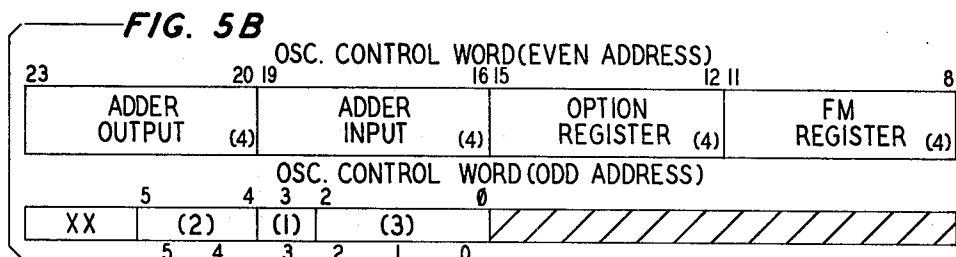 FIG. 5B
OSC. CONTROL WORD(EVEN ADDRESS)
23 20 19 16 15 12 11 8
ADDER OUTPUT (4) ADDER INPUT (4) OPTION REGISTER (4) FM REGISTER (4)
OSC. CONTROL WORD (ODD ADDRESS)
5 4 3 2 0
XX (2) (1) (3)
5 4 3 2 1 0